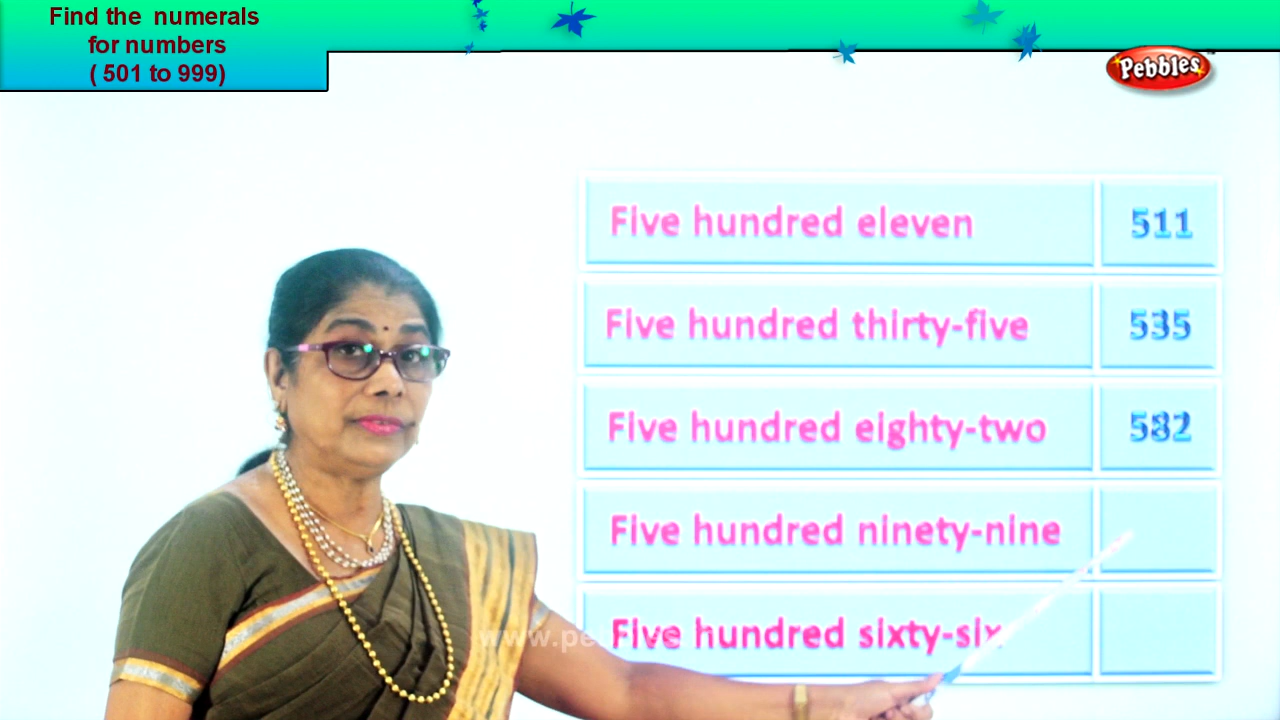 Find the numerals
for numbers
( 501 to 999)
Pebbles
Five hundred eleven 511
Five hundred thirty-five 535
Five hundred eighty-two 582
Five hundred ninety-nine
Five hundred sixty-six